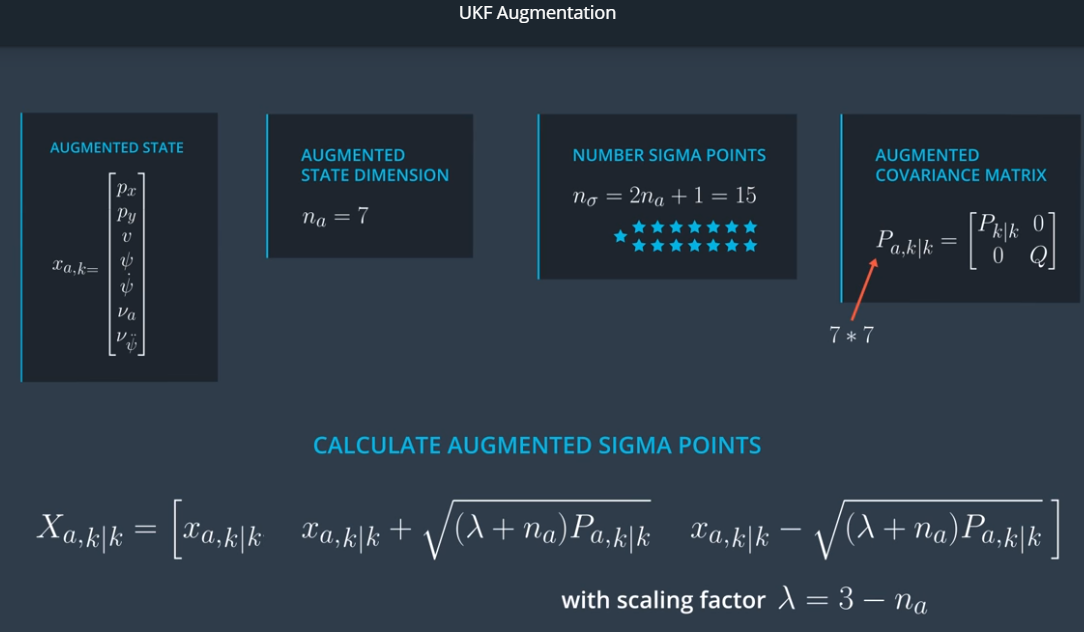 UKF Augmentation
AUGMENTED STATE
x_{a,k=} [p_x p_y v ψ ψ̇ ν_a ν_ψ̈]
AUGMENTED
STATE DIMENSION
n_a = 7
NUMBER SIGMA POINTS
n_σ = 2n_a + 1 = 15
AUGMENTED
COVARIANCE MATRIX
P_{a,k|k} = [P_{k|k} 0
0 Q]
7 * 7
CALCULATE AUGMENTED SIGMA POINTS
X_{a,k|k} = [x_{a,k|k} x_{a,k|k} + √((λ + n_a)P_{a,k|k}) x_{a,k|k} − √((λ + n_a)P_{a,k|k})]
with scaling factor λ = 3 − n_a